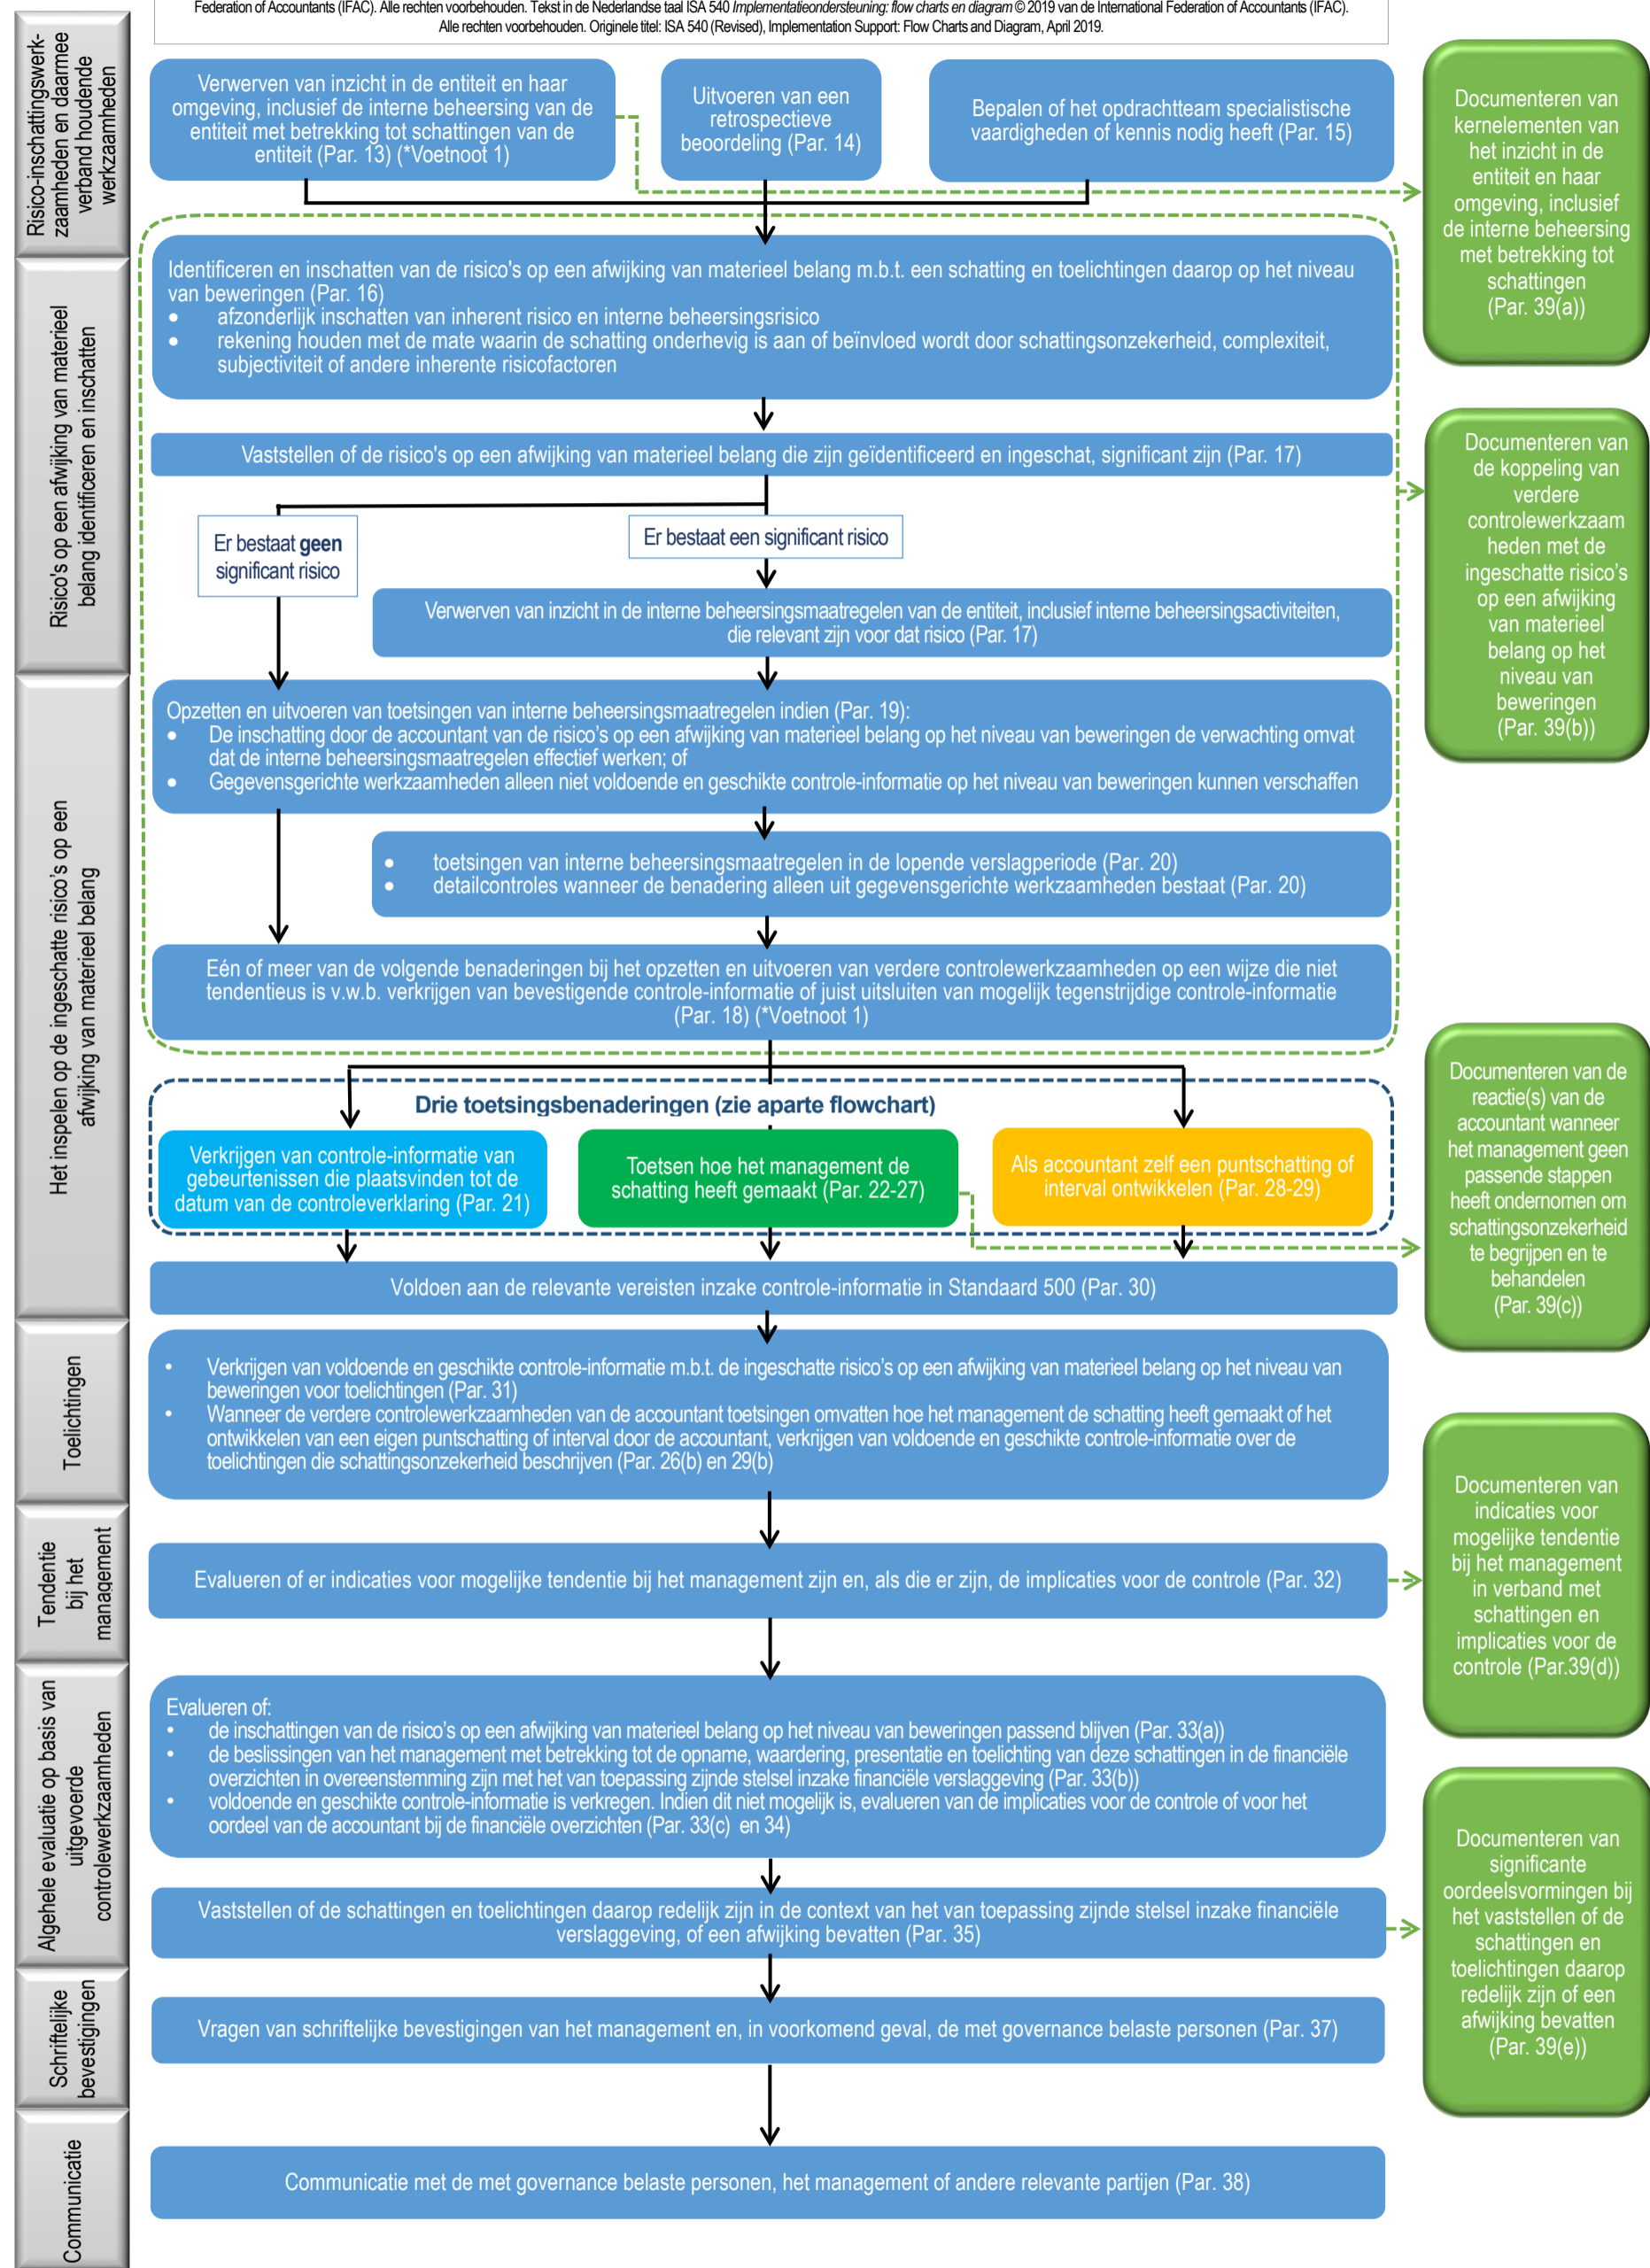 Federation of Accountants (IFAC). Alle rechten voorbehouden. Tekst in de Nederlandse taal ISA 540 Implementatieondersteuning: flow charts en diagram © 2019 van de International Federation of Accountants (IFAC).
Alle rechten voorbehouden. Originele titel: ISA 540 (Revised), Implementation Support: Flow Charts and Diagram, April 2019.
Risico-inschattingswerk-
zaamheden en daarmee
verband houdende
werkzaamheden
Verwerven van inzicht in de entiteit en haar
omgeving, inclusief de interne beheersing van de
entiteit met betrekking tot schattingen van de
entiteit (Par. 13) (*Voetnoot 1)
Uitvoeren van een
retrospectieve
beoordeling (Par. 14)
Bepalen of het opdrachtteam specialistische
vaardigheden of kennis nodig heeft (Par. 15)
Documenteren van
kernelementen van
het inzicht in de
entiteit en haar
omgeving, inclusief
de interne beheersing
met betrekking tot
schattingen
(Par. 39(a))
Risico's op een afwijking van materieel
belang identificeren en inschatten
Identificeren en inschatten van de risico's op een afwijking van materieel belang m.b.t. een schatting en toelichtingen daarop op het niveau
van beweringen (Par. 16)
• afzonderlijk inschatten van inherent risico en interne beheersingsrisico
• rekening houden met de mate waarin de schatting onderhevig is aan of beïnvloed wordt door schattingsonzekerheid, complexiteit,
subjectiviteit of andere inherente risicofactoren
Vaststellen of de risico's op een afwijking van materieel belang die zijn geïdentificeerd en ingeschat, significant zijn (Par. 17)
Er bestaat geen
significant risico
Er bestaat een significant risico
Verwerven van inzicht in de interne beheersingsmaatregelen van de entiteit, inclusief interne beheersingsactiviteiten,
die relevant zijn voor dat risico (Par. 17)
Documenteren van
de koppeling van
verdere
controlewerkzaam
heden met de
ingeschatte risico's
op een afwijking
van materieel
belang op het
niveau van
beweringen
(Par. 39(b))
Het inspelen op de ingeschatte risico's op een
afwijking van materieel belang
Opzetten en uitvoeren van toetsingen van interne beheersingsmaatregelen indien (Par. 19):
• De inschatting door de accountant van de risico's op een afwijking van materieel belang op het niveau van beweringen de verwachting omvat
dat de interne beheersingsmaatregelen effectief werken; of
• Gegevensgerichte werkzaamheden alleen niet voldoende en geschikte controle-informatie op het niveau van beweringen kunnen verschaffen
• toetsingen van interne beheersingsmaatregelen in de lopende verslagperiode (Par. 20)
• detailcontroles wanneer de benadering alleen uit gegevensgerichte werkzaamheden bestaat (Par. 20)
Eén of meer van de volgende benaderingen bij het opzetten en uitvoeren van verdere controlewerkzaamheden op een wijze die niet
tendentieus is v.w.b. verkrijgen van bevestigende controle-informatie of juist uitsluiten van mogelijk tegenstrijdige controle-informatie
(Par. 18) (*Voetnoot 1)
Drie toetsingsbenaderingen (zie aparte flowchart)
Verkrijgen van controle-informatie van
gebeurtenissen die plaatsvinden tot de
datum van de controleverklaring (Par. 21)
Toetsen hoe het management de
schatting heeft gemaakt (Par. 22-27)
Als accountant zelf een puntschatting of
interval ontwikkelen (Par. 28-29)
Documenteren van de
reactie(s) van de
accountant wanneer
het management geen
passende stappen
heeft ondernomen om
schattingsonzekerheid
te begrijpen en te
behandelen
(Par. 39(c))
Voldoen aan de relevante vereisten inzake controle-informatie in Standaard 500 (Par. 30)
Toelichtingen
• Verkrijgen van voldoende en geschikte controle-informatie m.b.t. de ingeschatte risico's op een afwijking van materieel belang op het niveau van
beweringen voor toelichtingen (Par. 31)
• Wanneer de verdere controlewerkzaamheden van de accountant toetsingen omvatten hoe het management de schatting heeft gemaakt of het
ontwikkelen van een eigen puntschatting of interval door de accountant, verkrijgen van voldoende en geschikte controle-informatie over de
toelichtingen die schattingsonzekerheid beschrijven (Par. 26(b) en 29(b)
Tendentie
bij het
management
Evalueren of er indicaties voor mogelijke tendentie bij het management zijn en, als die er zijn, de implicaties voor de controle (Par. 32)
Documenteren van
indicaties voor
mogelijke tendentie
bij het management
in verband met
schattingen en
implicaties voor de
controle (Par.39(d))
Algehele evaluatie op basis van
uitgevoerde
controlewerkzaamheden
Evalueren of:
• de inschattingen van de risico's op een afwijking van materieel belang op het niveau van beweringen passend blijven (Par. 33(a))
• de beslissingen van het management met betrekking tot de opname, waardering, presentatie en toelichting van deze schattingen in de financiële
overzichten in overeenstemming zijn met het van toepassing zijnde stelsel inzake financiële verslaggeving (Par. 33(b))
• voldoende en geschikte controle-informatie is verkregen. Indien dit niet mogelijk is, evalueren van de implicaties voor de controle of voor het
oordeel van de accountant bij de financiële overzichten (Par. 33(c) en 34)
Vaststellen of de schattingen en toelichtingen daarop redelijk zijn in de context van het van toepassing zijnde stelsel inzake financiële
verslaggeving, of een afwijking bevatten (Par. 35)
Documenteren van
significante
oordeelsvormingen bij
het vaststellen of de
schattingen en
toelichtingen daarop
redelijk zijn of een
afwijking bevatten
(Par. 39(e))
Schriftelijke
bevestigingen
Vragen van schriftelijke bevestigingen van het management en, in voorkomend geval, de met governance belaste personen (Par. 37)
Communicatie
Communicatie met de met governance belaste personen, het management of andere relevante partijen (Par. 38)